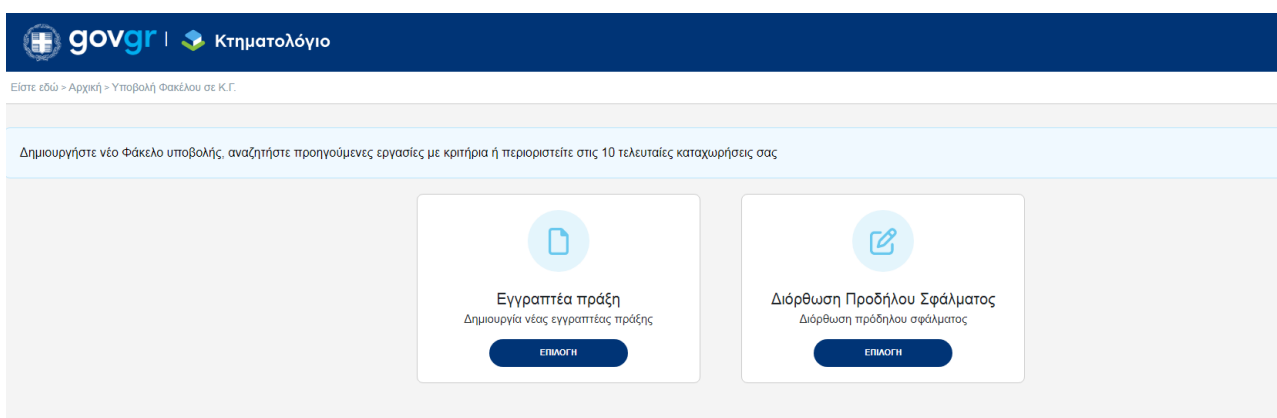 govgr | Κτηματολόγιο
Είστε εδώ > Αρχική > Υποβολή Φακέλου σε Κ.Γ.
Δημιουργήστε νέο Φάκελο υποβολής, αναζητήστε προηγούμενες εργασίες με κριτήρια ή περιοριστείτε στις 10 τελευταίες καταχωρήσεις σας
Εγγραπτέα πράξη
Δημιουργία νέας εγγραπτέας πράξης
ΕΠΙΛΟΓΗ
Διόρθωση Προδήλου Σφάλματος
Διόρθωση πρόδηλου σφάλματος
ΕΠΙΛΟΓΗ